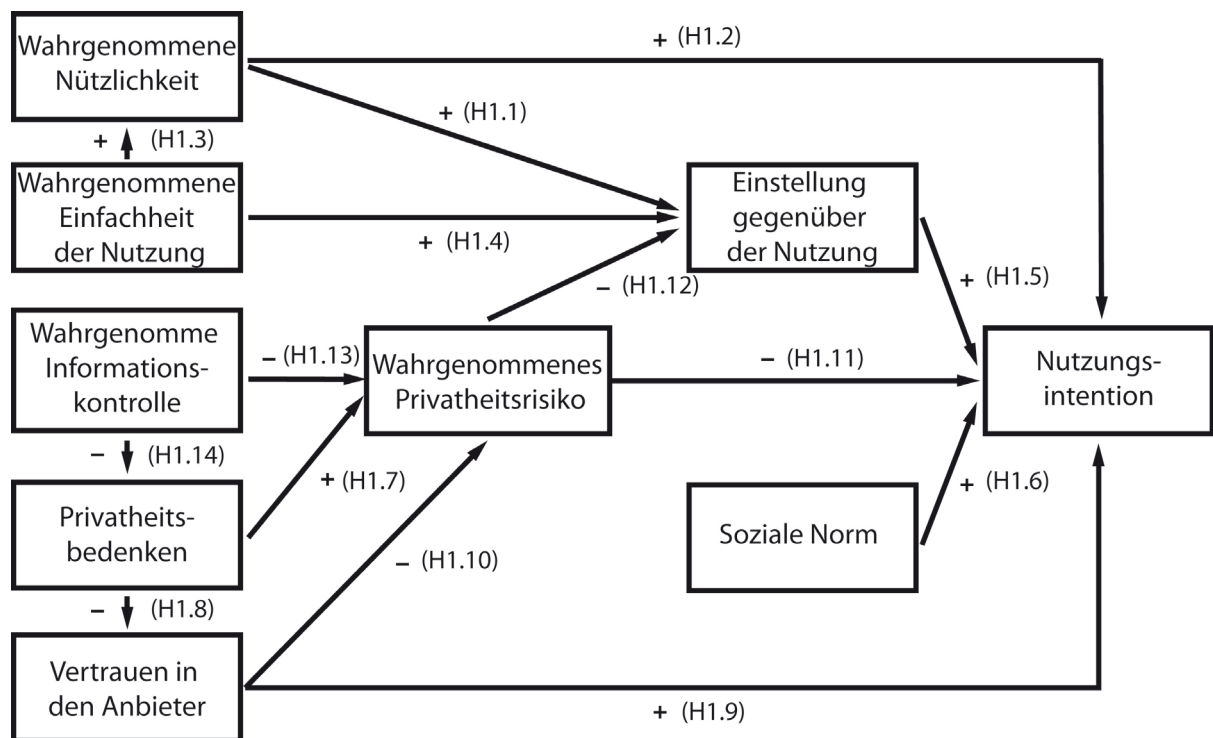 Wahrgenommene
Nützlichkeit
+ (H1.2)
+ (H1.1)
+ (H1.3)
Wahrgenommene
Einfachheit
der Nutzung
+ (H1.4)
Einstellung
gegenüber
der Nutzung
+ (H1.5)
– (H1.12)
Wahrgenomme
Informations-
kontrolle
– (H1.13)
Wahrgenommenes
Privatheitsrisiko
– (H1.11)
Nutzungs-
intention
– (H1.14)
+ (H1.7)
+ (H1.6)
Privatheits-
bedenken
– (H1.10)
Soziale Norm
– (H1.8)
Vertrauen in
den Anbieter
+ (H1.9)